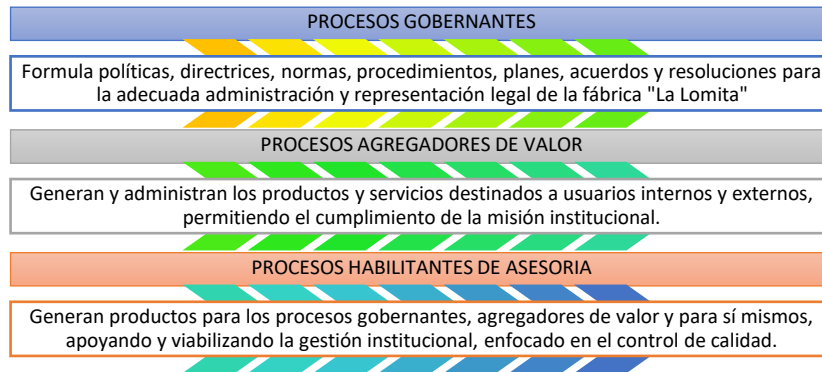 PROCESOS GOBERNANTES
Formula políticas, directrices, normas, procedimientos, planes, acuerdos y resoluciones para
la adecuada administración y representación legal de la fábrica "La Lomita"
PROCESOS AGREGADORES DE VALOR
Generan y administran los productos y servicios destinados a usuarios internos y externos,
permitiendo el cumplimiento de la misión institucional.
PROCESOS HABILITANTES DE ASESORIA
Generan productos para los procesos gobernantes, agregadores de valor y para sí mismos,
apoyando y viabilizando la gestión institucional, enfocado en el control de calidad.